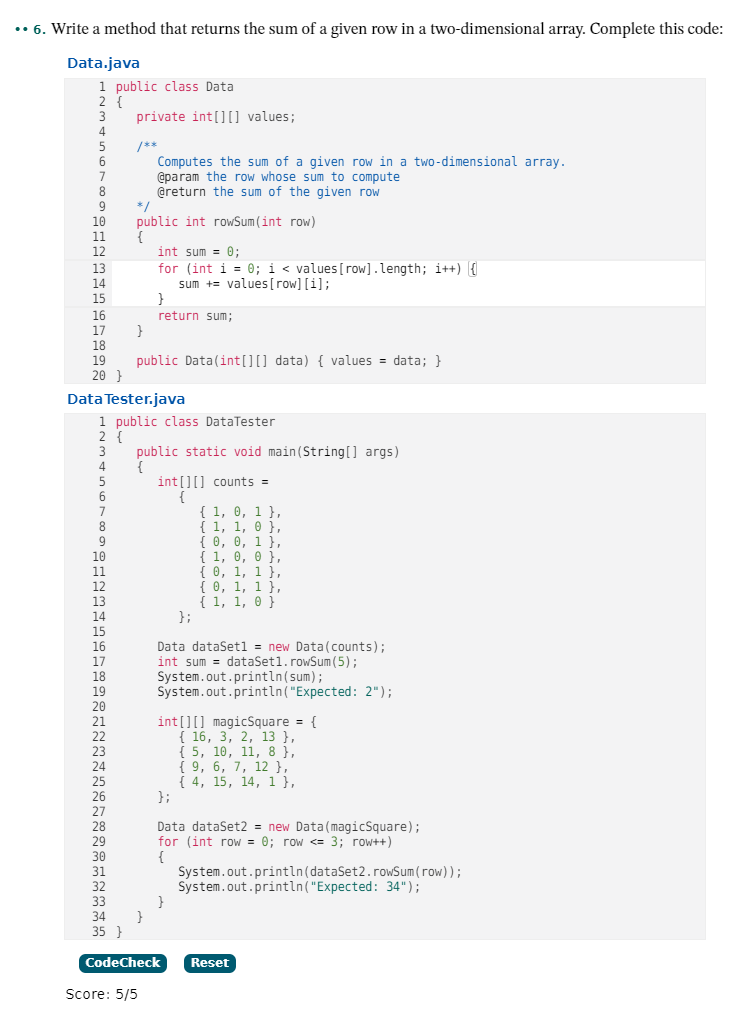 •• 6. Write a method that returns the sum of a given row in a two-dimensional array. Complete this code:
Data.java
1 public class Data
2 {
3    private int[][] values;
4
5    /**
6       Computes the sum of a given row in a two-dimensional array.
7       @param the row whose sum to compute
8       @return the sum of the given row
9    */
10    public int rowSum(int row)
11    {
12       int sum = 0;
13       for (int i = 0; i < values[row].length; i++) {
14          sum += values[row][i];
15       }
16       return sum;
17    }
18
19    public Data(int[][] data) { values = data; }
20 }
DataTester.java
1 public class DataTester
2 {
3    public static void main(String[] args)
4    {
5       int[][] counts =
6          {
7             { 1, 0, 1 },
8             { 1, 1, 0 },
9             { 0, 0, 1 },
10             { 1, 0, 0 },
11             { 0, 1, 1 },
12             { 0, 1, 1 },
13             { 1, 1, 0 }
14          };
15
16       Data dataSet1 = new Data(counts);
17       int sum = dataSet1.rowSum(5);
18       System.out.println(sum);
19       System.out.println("Expected: 2");
20
21       int[][] magicSquare = {
22          { 16, 3, 2, 13 },
23          { 5, 10, 11, 8 },
24          { 9, 6, 7, 12 },
25          { 4, 15, 14, 1 },
26       };
27
28       Data dataSet2 = new Data(magicSquare);
29       for (int row = 0; row <= 3; row++)
30       {
31          System.out.println(dataSet2.rowSum(row));
32          System.out.println("Expected: 34");
33       }
34    }
35 }
CodeCheck Reset
Score: 5/5